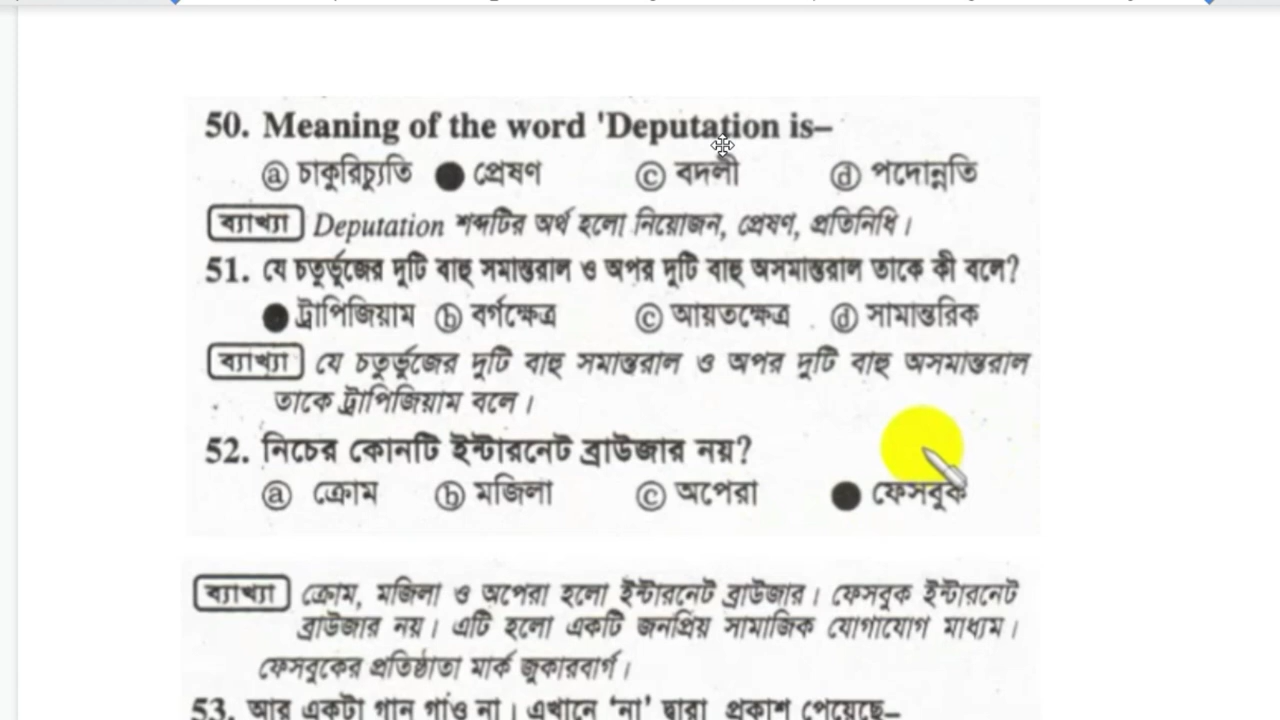 50. Meaning of the word 'Deputation is–
ⓐ চাকুরিচ্যুতি ● প্রেষণ ⓒ বদলী ⓓ পদোন্নতি
ব্যাখ্যা Deputation শব্দটির অর্থ হলো নিয়োজন, প্রেষণ, প্রতিনিধি।
51. যে চতুর্ভুজের দুটি বাহু সমান্তরাল ও অপর দুটি বাহু অসমান্তরাল তাকে কী বলে?
● ট্রাপিজিয়াম ⓑ বর্গক্ষেত্র ⓒ আয়তক্ষেত্র ⓓ সামান্তরিক
ব্যাখ্যা যে চতুর্ভুজের দুটি বাহু সমান্তরাল ও অপর দুটি বাহু অসমান্তরাল
তাকে ট্রাপিজিয়াম বলে।
52. নিচের কোনটি ইন্টারনেট ব্রাউজার নয়?
ⓐ ক্রোম ⓑ মজিলা ⓒ অপেরা ● ফেসবুক
ব্যাখ্যা ক্রোম, মজিলা ও অপেরা হলো ইন্টারনেট ব্রাউজার। ফেসবুক ইন্টারনেট
ব্রাউজার নয়। এটি হলো একটি জনপ্রিয় সামাজিক যোগাযোগ মাধ্যম।
ফেসবুকের প্রতিষ্ঠাতা মার্ক জুকারবার্গ।
53. আর একটা গান গাও না। এখানে ‘না’ দ্বারা প্রকাশ পেয়েছে–